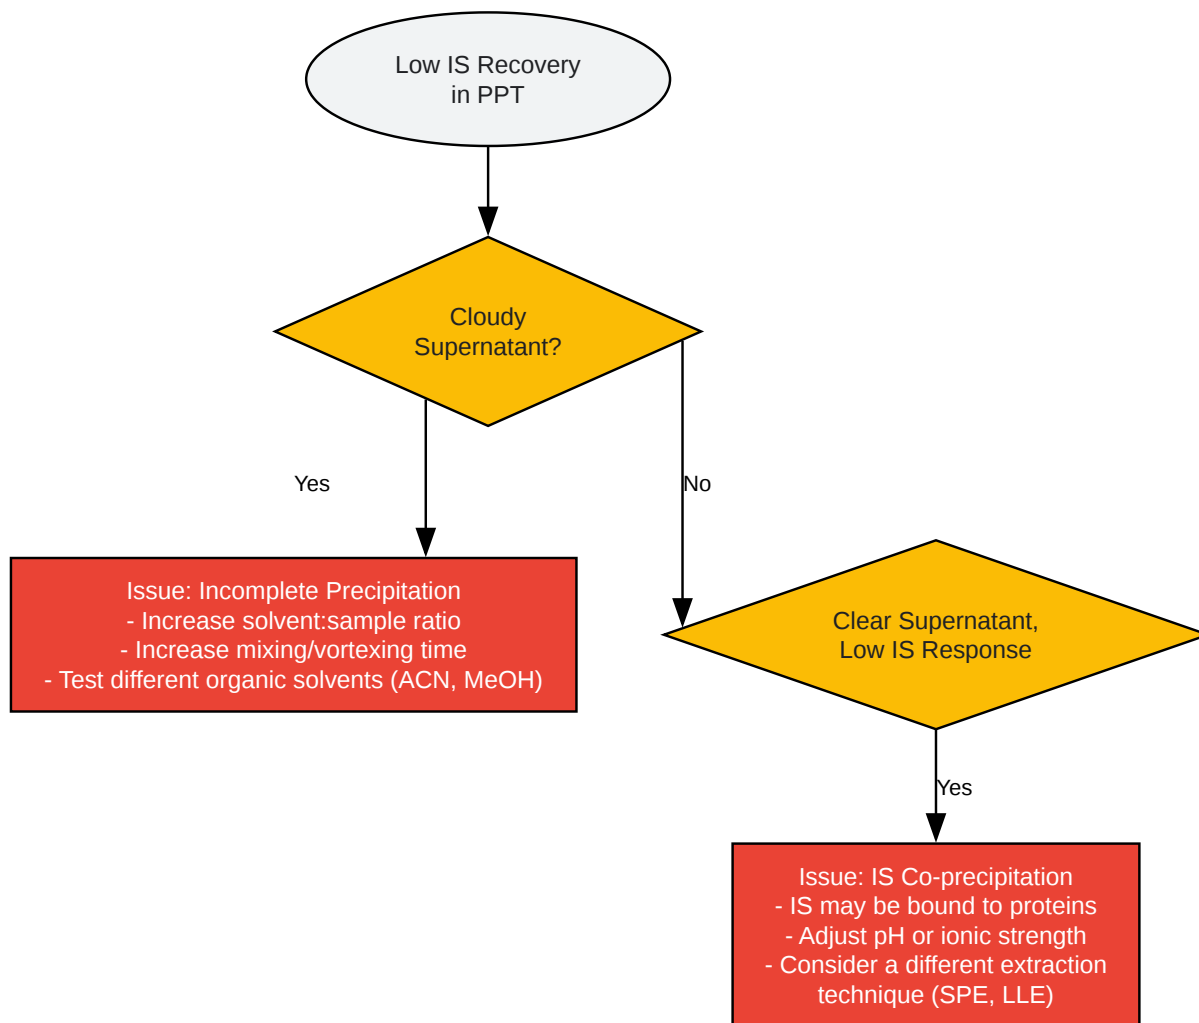 Low IS Recovery
in PPT
Cloudy
Supernatant?
Yes
No
Issue: Incomplete Precipitation
- Increase solvent:sample ratio
- Increase mixing/vortexing time
- Test different organic solvents (ACN, MeOH)
Clear Supernatant,
Low IS Response
Yes
Issue: IS Co-precipitation
- IS may be bound to proteins
- Adjust pH or ionic strength
- Consider a different extraction
technique (SPE, LLE)